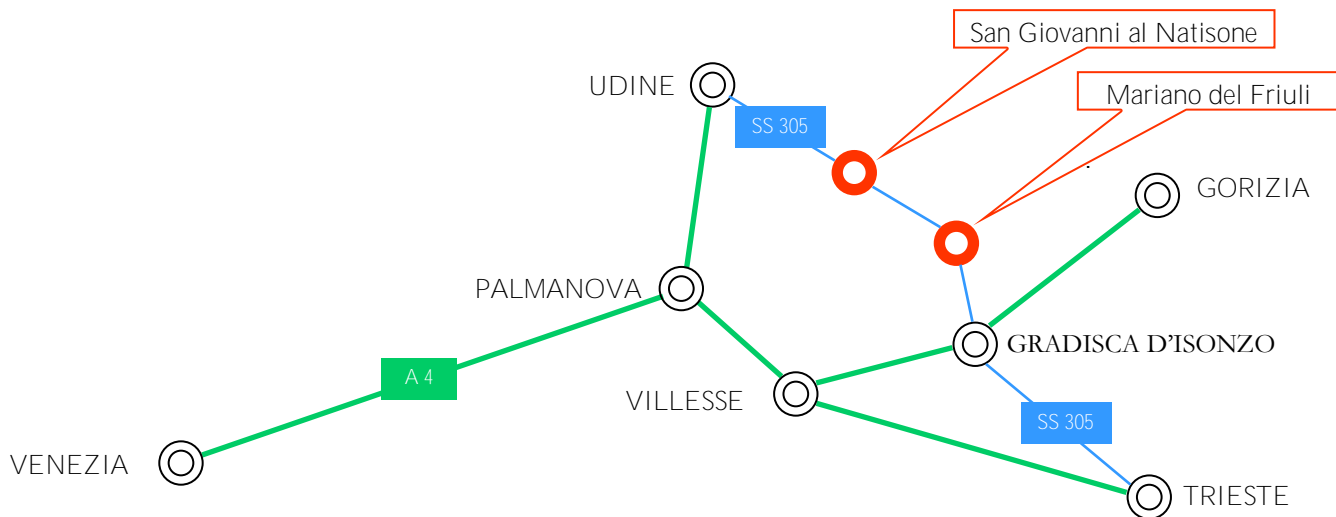 San Giovanni al Natisone
UDINE
Mariano del Friuli
SS 305
GORIZIA
PALMANOVA
GRADISCA D'ISONZO
A 4
VILLESSE
SS 305
VENEZIA
TRIESTE